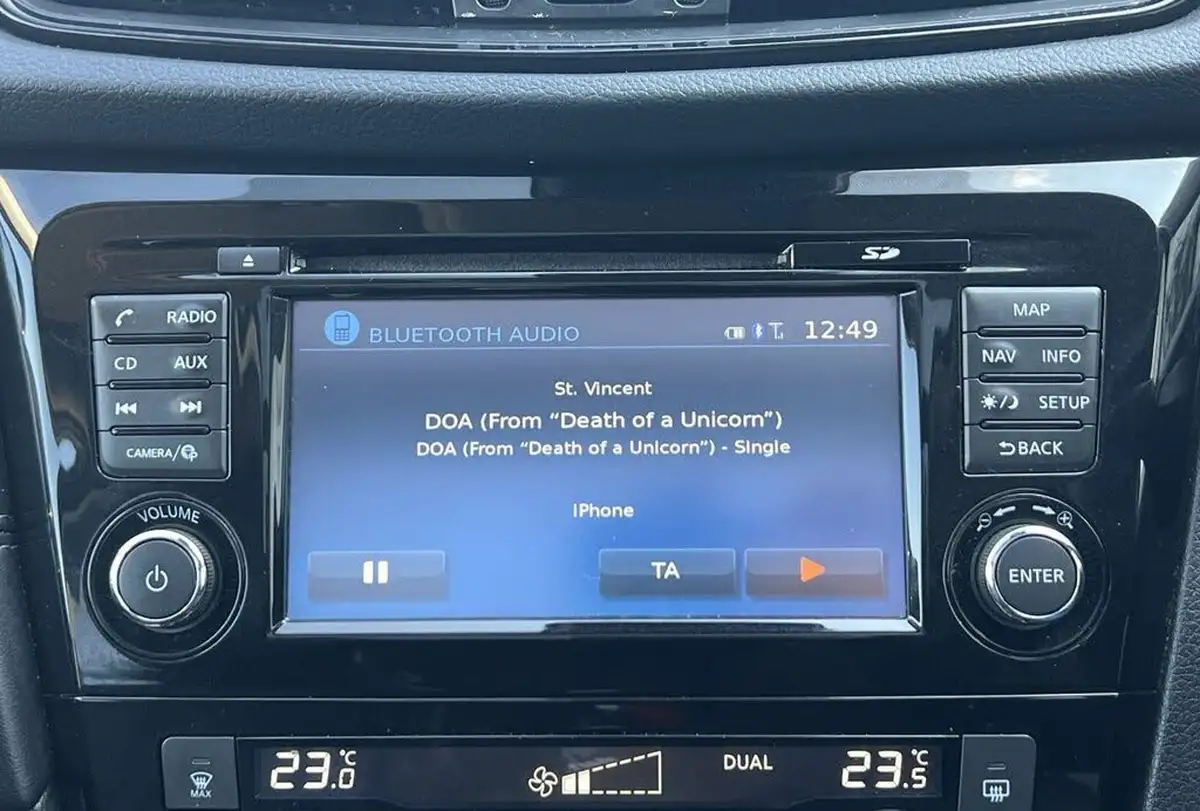 SD
RADIO
CD AUX
CAMERA/
VOLUME
BLUETOOTH AUDIO 12:49
St. Vincent
DOA (From “Death of a Unicorn”)
DOA (From “Death of a Unicorn”) - Single
IPhone
TA
MAP
NAV INFO
SETUP
BACK
ENTER
MAX
23.0°C
DUAL
23.5°C